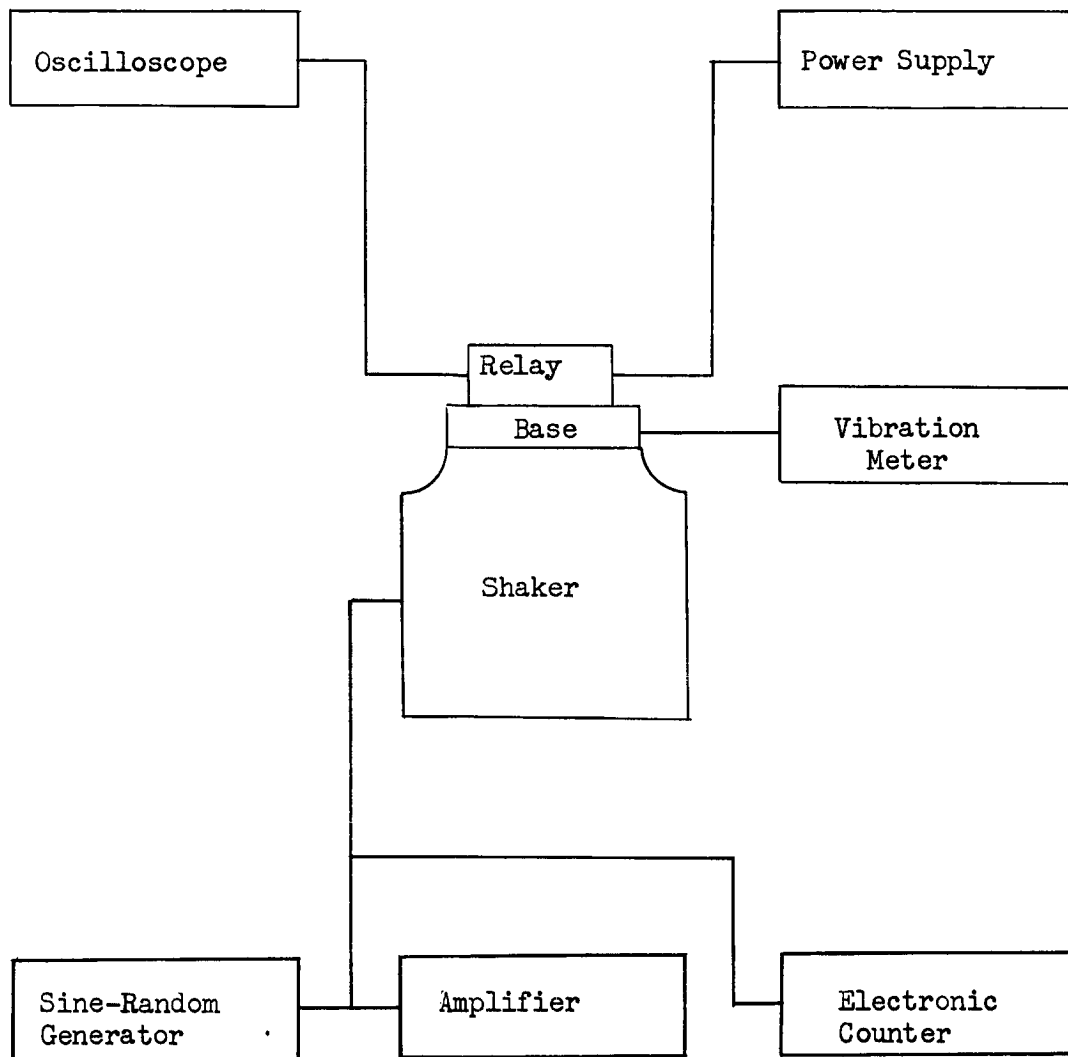 Oscilloscope
Power Supply
Relay
Base
Vibration
Meter
Shaker
Sine-Random
Generator
Amplifier
Electronic
Counter